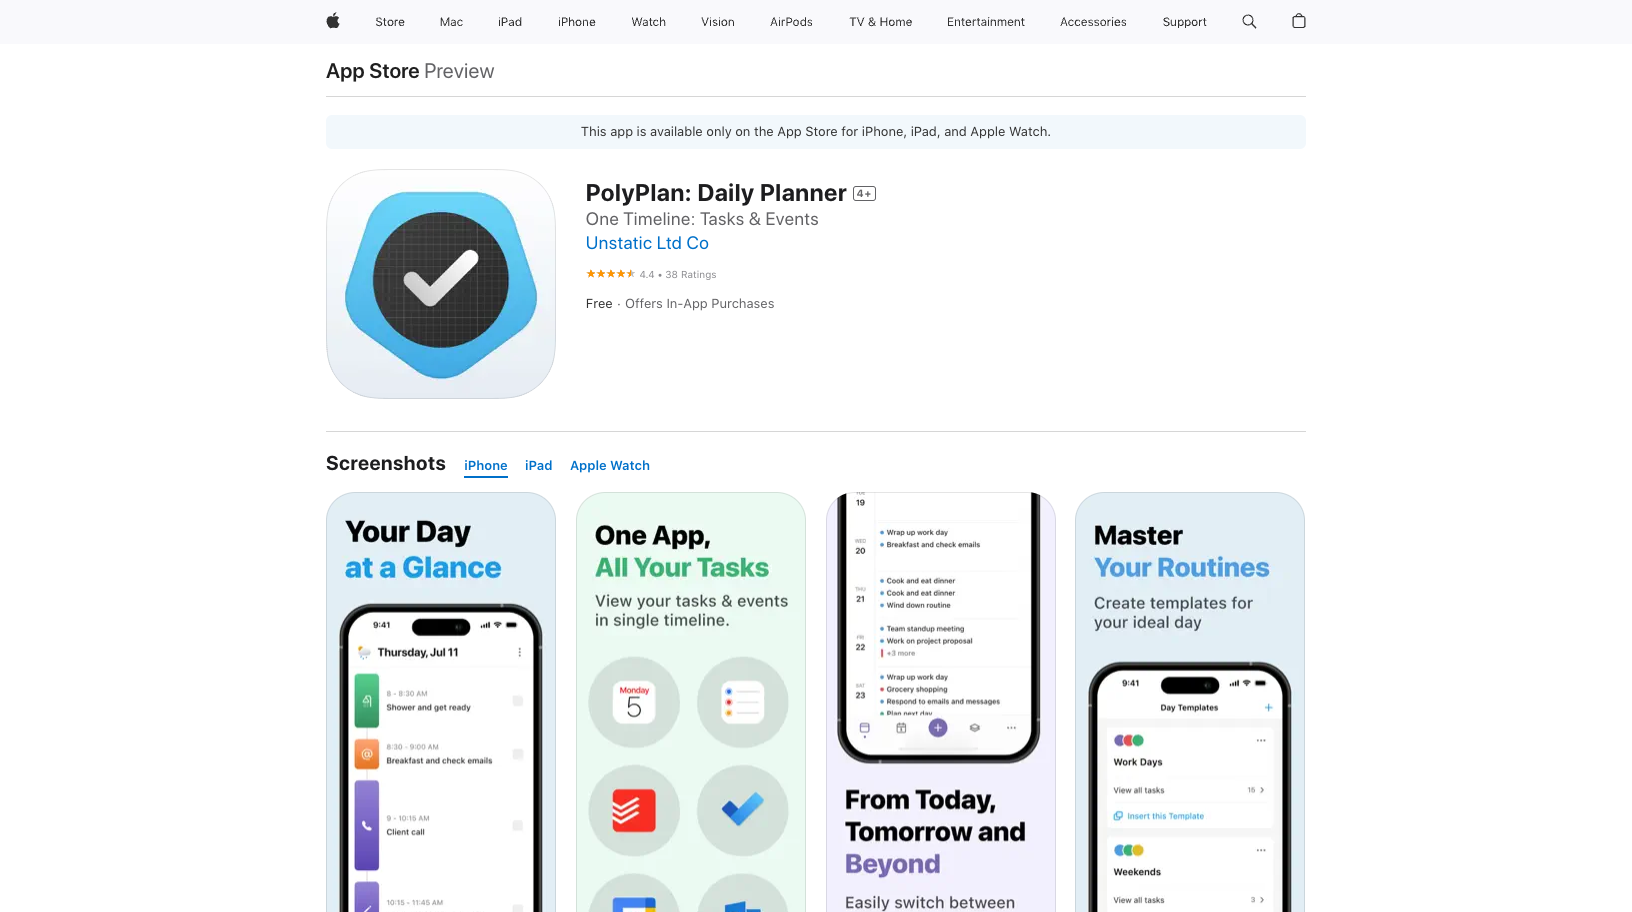 Store Mac iPad iPhone Watch Vision AirPods TV & Home Entertainment Accessories Support
App Store Preview
This app is available only on the App Store for iPhone, iPad, and Apple Watch.
PolyPlan: Daily Planner 4+
One Timeline: Tasks & Events
Unstatic Ltd Co
4.4 • 38 Ratings
Free · Offers In-App Purchases
Screenshots iPhone iPad Apple Watch
Your Day
at a Glance
9:41
Thursday, Jul 11
8 - 8:30 AM
Shower and get ready
8:30 - 9:00 AM
Breakfast and check emails
9 - 10:15 AM
Client call
10:15 - 11:45 AM
One App,
All Your Tasks
View your tasks & events
in single timeline.
Monday
5
TUE
19
Wrap up work day
WED
20
Breakfast and check emails
Cook and eat dinner
THU
21
Cook and eat dinner
Wind down routine
Team standup meeting
FRI
22
Work on project proposal
+3 more
Wrap up work day
SAT
23
Grocery shopping
Respond to emails and messages
Plan next day
From Today,
Tomorrow and
Beyond
Easily switch between
Master
Your Routines
Create templates for
your ideal day
9:41
Day Templates
Work Days
View all tasks 15
Insert this Template
Weekends
View all tasks 3